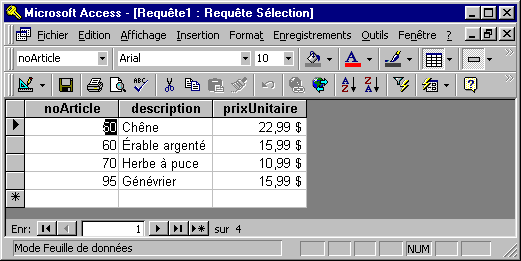 Microsoft Access - [Requête1 : Requête Sélection]
Fichier Edition Affichage Insertion Format Enregistrements Outils Fenêtre ?
noArticle Arial 10
noArticle description prixUnitaire
50 Chêne 22,99 $
60 Érable argenté 15,99 $
70 Herbe à puce 10,99 $
95 Génévrier 15,99 $
Enr: 1 sur 4
Mode Feuille de données NUM